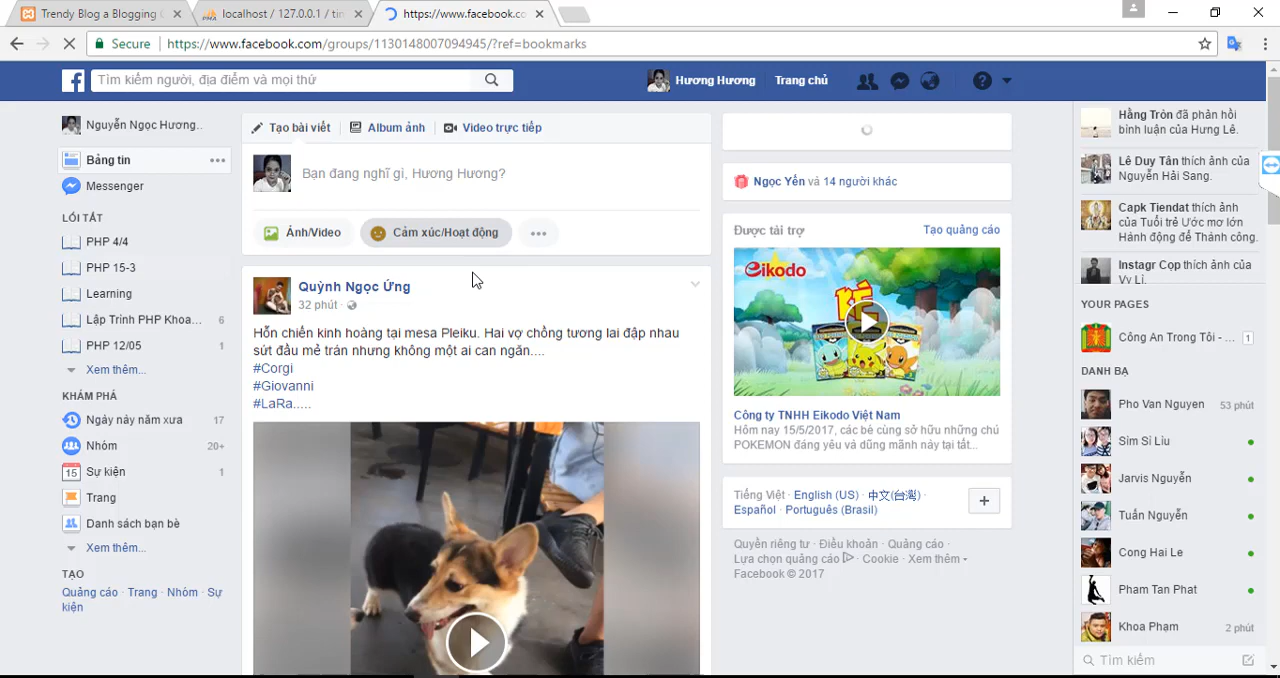 Trendy Blog a Blogging
localhost / 127.0.0.1 / tin
https://www.facebook.co
Secure
https://www.facebook.com/groups/1130148007094945/?ref=bookmarks
Tìm kiếm người, địa điểm và mọi thứ
Hương Hương
Trang chủ
Nguyễn Ngọc Hương..
Bảng tin
Messenger
LỐI TẮT
PHP 4/4
PHP 15-3
Learning
Lập Trình PHP Khoa... 6
PHP 12/05 1
Xem thêm...
KHÁM PHÁ
Ngày này năm xưa 17
Nhóm 20+
15 Sự kiện 1
Trang
Danh sách bạn bè
Xem thêm...
TẠO
Quảng cáo · Trang · Nhóm · Sự
kiện
Tạo bài viết
Album ảnh
Video trực tiếp
Bạn đang nghĩ gì, Hương Hương?
Ảnh/Video
Cảm xúc/Hoạt động
Quỳnh Ngọc Ứng
32 phút ·
Hỗn chiến kinh hoàng tại mesa Pleiku. Hai vợ chồng tương lai đập nhau
sứt đầu mẻ trán nhưng không một ai can ngăn....
#Corgi
#Giovanni
#LaRa.....
Ngọc Yến và 14 người khác
Được tài trợ
Tạo quảng cáo
eikodo
Công ty TNHH Eikodo Việt Nam
Hôm nay 15/5/2017, các bé cùng sở hữu những chú
POKEMON đáng yêu và dũng mãnh này tại tất...
Tiếng Việt · English (US) · 中文(台灣) ·
Español · Português (Brasil)
Quyền riêng tư · Điều khoản · Quảng cáo ·
Lựa chọn quảng cáo · Cookie · Xem thêm
Facebook © 2017
Hằng Tròn đã phản hồi
bình luận của Hưng Lê.
Lê Duy Tân thích ảnh của
Nguyễn Hải Sang.
Capk Tiendat thích ảnh
của Tuổi trẻ Ước mơ lớn
Hành động để Thành công.
Instagr Cop thích ảnh của
Vy Lì.
YOUR PAGES
Công An Trong Tôi - ... 1
DANH BẠ
Pho Van Nguyen 53 phút
Sim Sỉ Liu
Jarvis Nguyễn
Tuấn Nguyễn
Cong Hai Le
Pham Tan Phat
Khoa Phạm 2 phút
Tìm kiếm